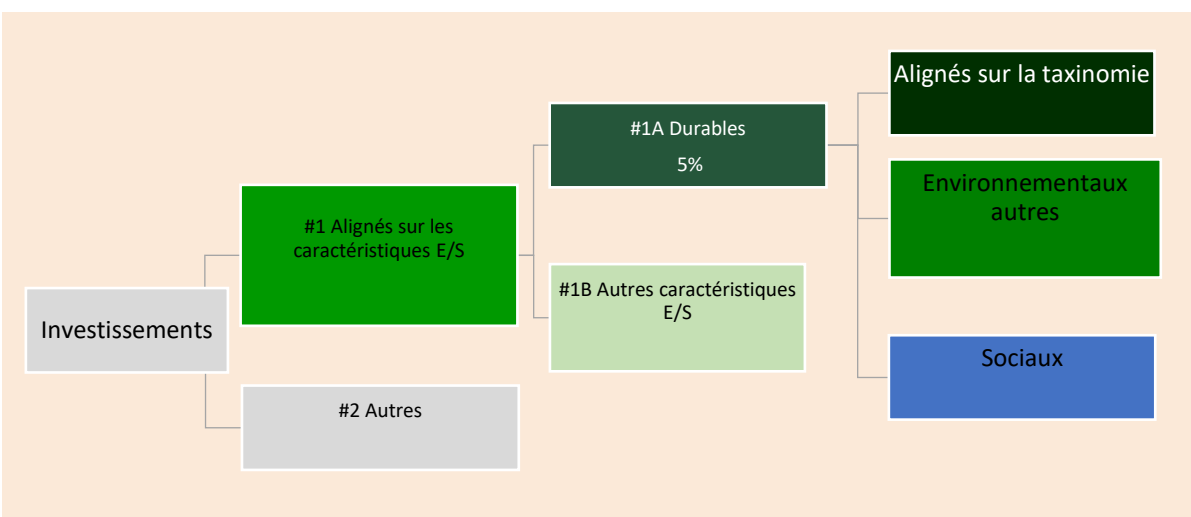 Investissements
#1 Alignés sur les
caractéristiques E/S
#2 Autres
#1A Durables
5%
#1B Autres caractéristiques
E/S
Alignés sur la taxinomie
Environnementaux
autres
Sociaux